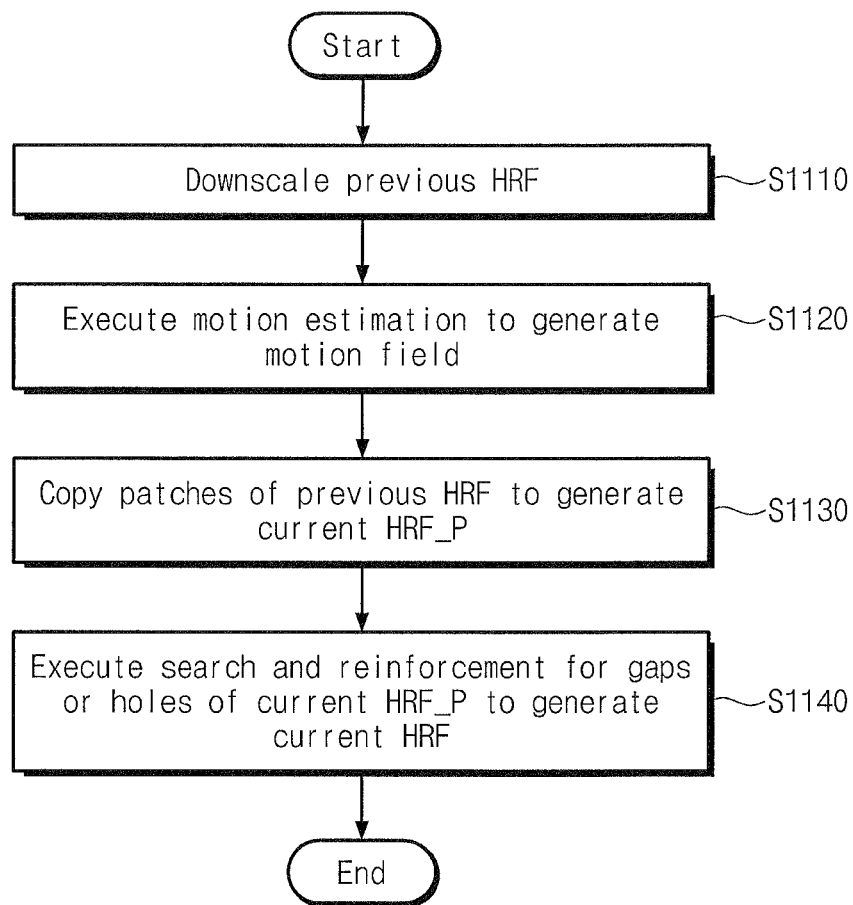 Start
Downscale previous HRF
S1110
Execute motion estimation to generate
motion field
S1120
Copy patches of previous HRF to generate
current HRF_P
S1130
Execute search and reinforcement for gaps
or holes of current HRF_P to generate
current HRF
S1140
End